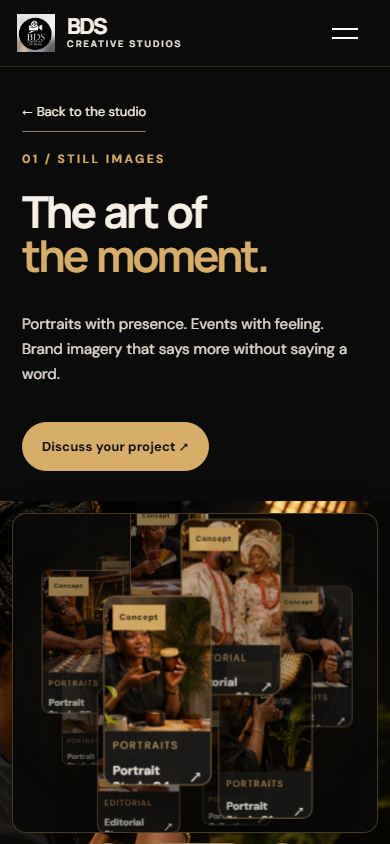 BDS
BDS
CREATIVE STUDIOS
← Back to the studio
01 / STILL IMAGES
The art of
the moment.
Portraits with presence. Events with feeling.
Brand imagery that says more without saying a
word.
Discuss your project ↗
Concept
Concept
Concept
Concept
Concept
PORTRAITS
PORTRAITS
Portrait
↗
PORTRAITS
Portrait
↗
EDITORIAL
Editorial
↗